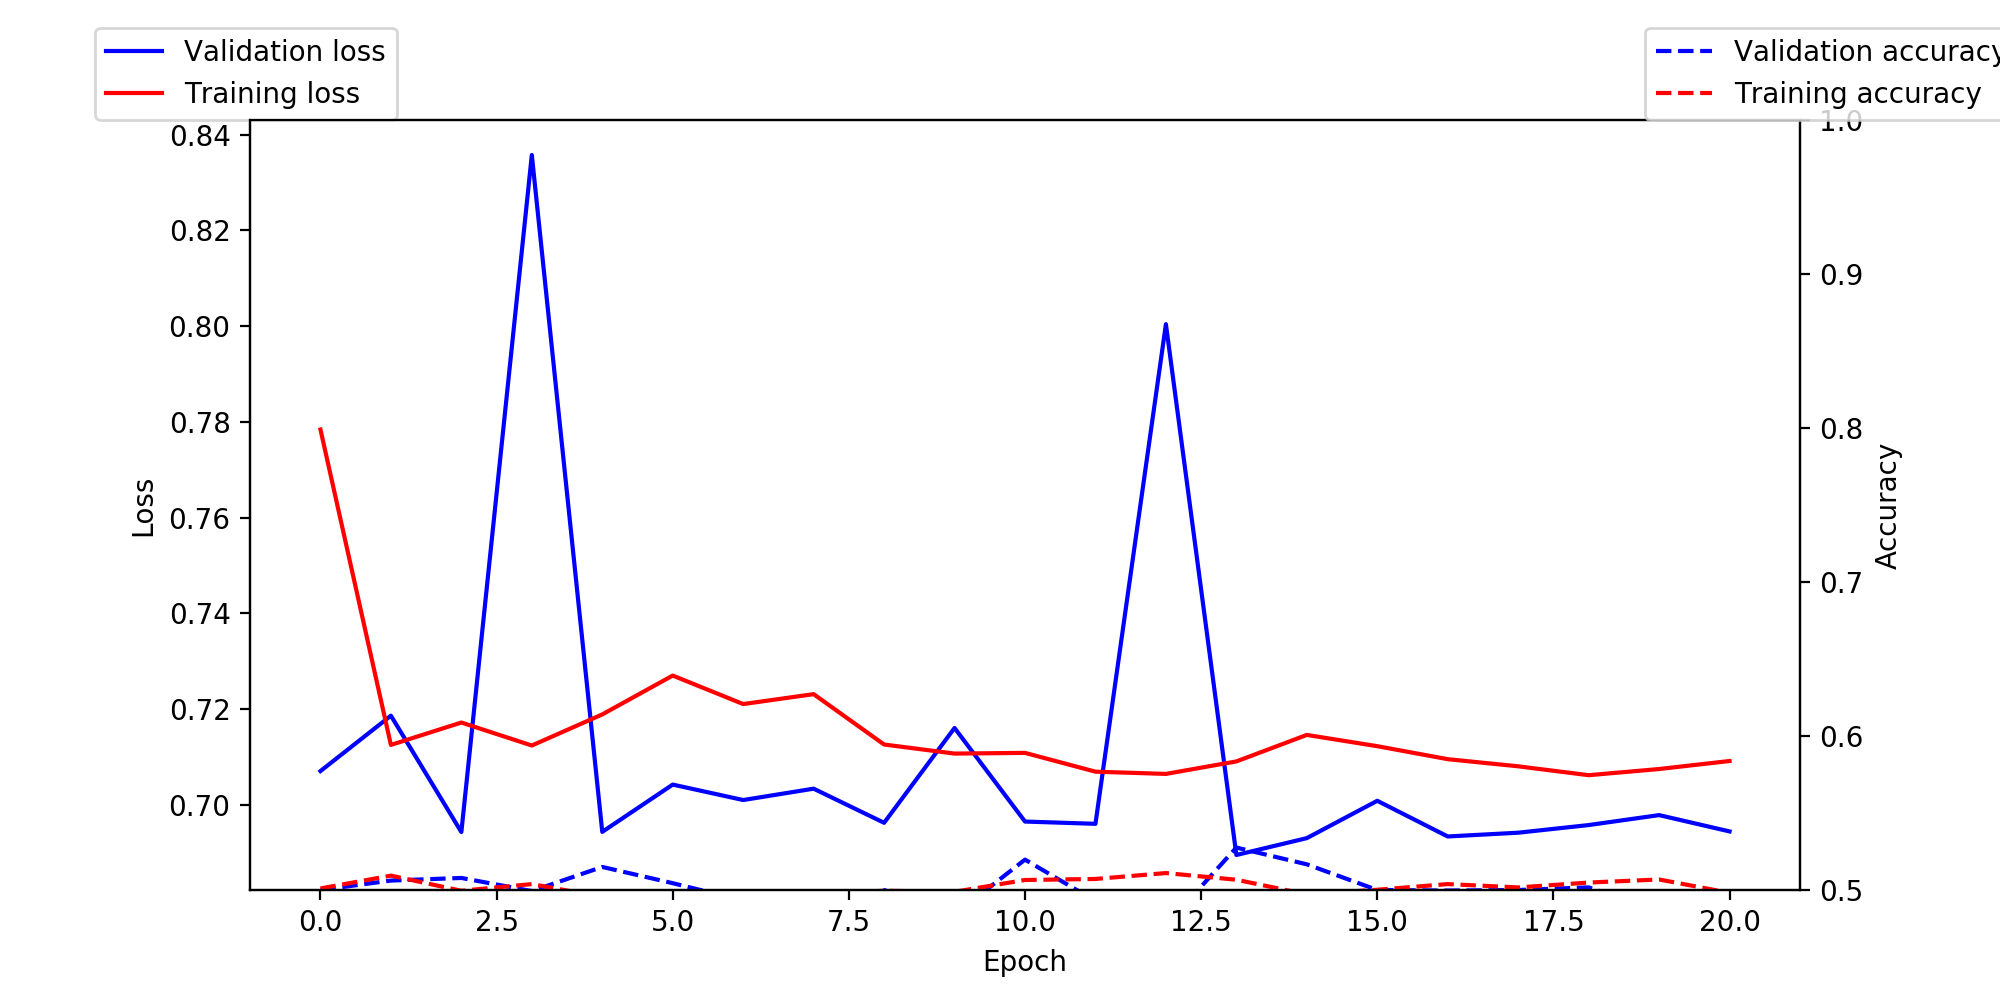 Validation loss
Training loss
Validation accuracy
Training accuracy
0.84
0.82
0.80
0.78
0.76
0.74
0.72
0.70
Loss
1.0
0.9
0.8
0.7
0.6
0.5
Accuracy
0.0 2.5 5.0 7.5 10.0 12.5 15.0 17.5 20.0
Epoch